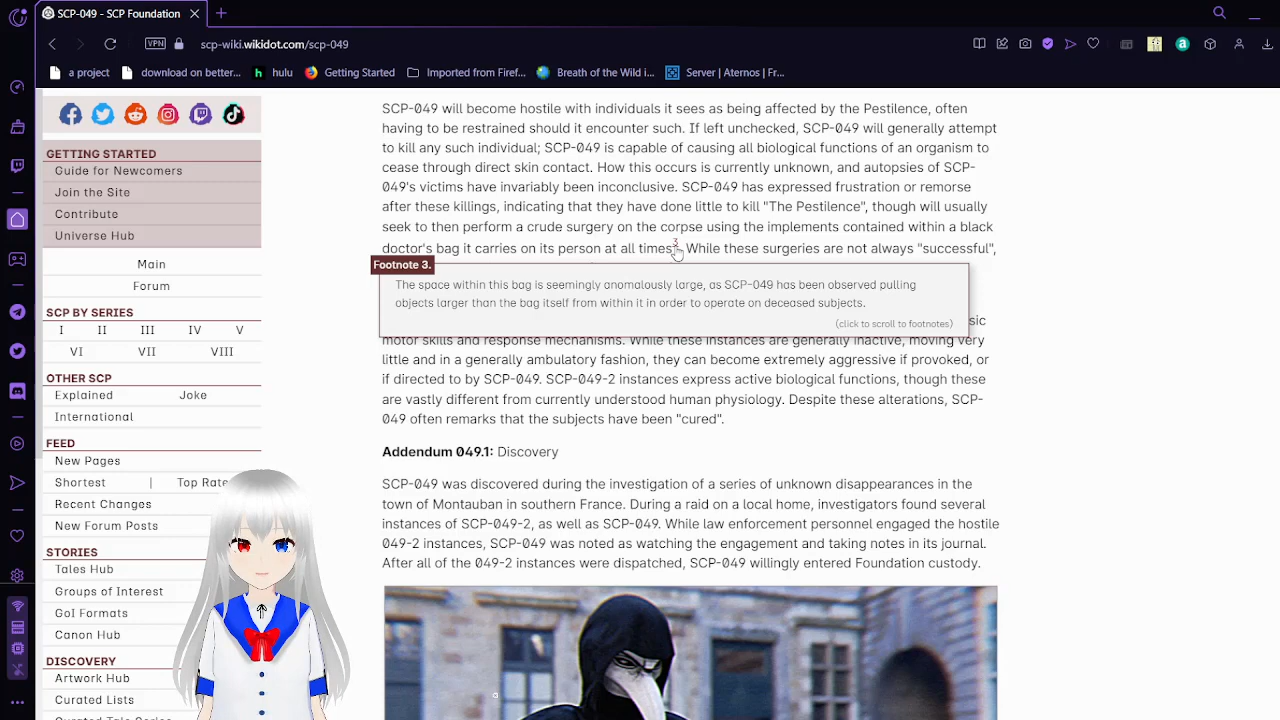 SCP-049 - SCP Foundation
VPN
scp-wiki.wikidot.com/scp-049
a project
download on better...
hulu
Getting Started
Imported from Firef...
Breath of the Wild i...
Server | Aternos | Fr...
GETTING STARTED
Guide for Newcomers
Join the Site
Contribute
Universe Hub
Main
Forum
SCP BY SERIES
I II III IV V
VI VII VIII
OTHER SCP
Explained Joke
International
FEED
New Pages
Shortest | Top Rate
Recent Changes
New Forum Posts
STORIES
Tales Hub
Groups of Interest
GoI Formats
Canon Hub
DISCOVERY
Artwork Hub
Curated Lists
Curated Tale Series
SCP-049 will become hostile with individuals it sees as being affected by the Pestilence, often
having to be restrained should it encounter such. If left unchecked, SCP-049 will generally attempt
to kill any such individual; SCP-049 is capable of causing all biological functions of an organism to
cease through direct skin contact. How this occurs is currently unknown, and autopsies of SCP-
049's victims have invariably been inconclusive. SCP-049 has expressed frustration or remorse
after these killings, indicating that they have done little to kill "The Pestilence", though will usually
seek to then perform a crude surgery on the corpse using the implements contained within a black
doctor's bag it carries on its person at all times3. While these surgeries are not always "successful",
Footnote 3.
The space within this bag is seemingly anomalously large, as SCP-049 has been observed pulling
objects larger than the bag itself from within it in order to operate on deceased subjects.
(click to scroll to footnotes)
sic
motor skills and response mechanisms. While these instances are generally inactive, moving very
little and in a generally ambulatory fashion, they can become extremely aggressive if provoked, or
if directed to by SCP-049. SCP-049-2 instances express active biological functions, though these
are vastly different from currently understood human physiology. Despite these alterations, SCP-
049 often remarks that the subjects have been "cured".
Addendum 049.1: Discovery
SCP-049 was discovered during the investigation of a series of unknown disappearances in the
town of Montauban in southern France. During a raid on a local home, investigators found several
instances of SCP-049-2, as well as SCP-049. While law enforcement personnel engaged the hostile
049-2 instances, SCP-049 was noted as watching the engagement and taking notes in its journal.
After all of the 049-2 instances were dispatched, SCP-049 willingly entered Foundation custody.